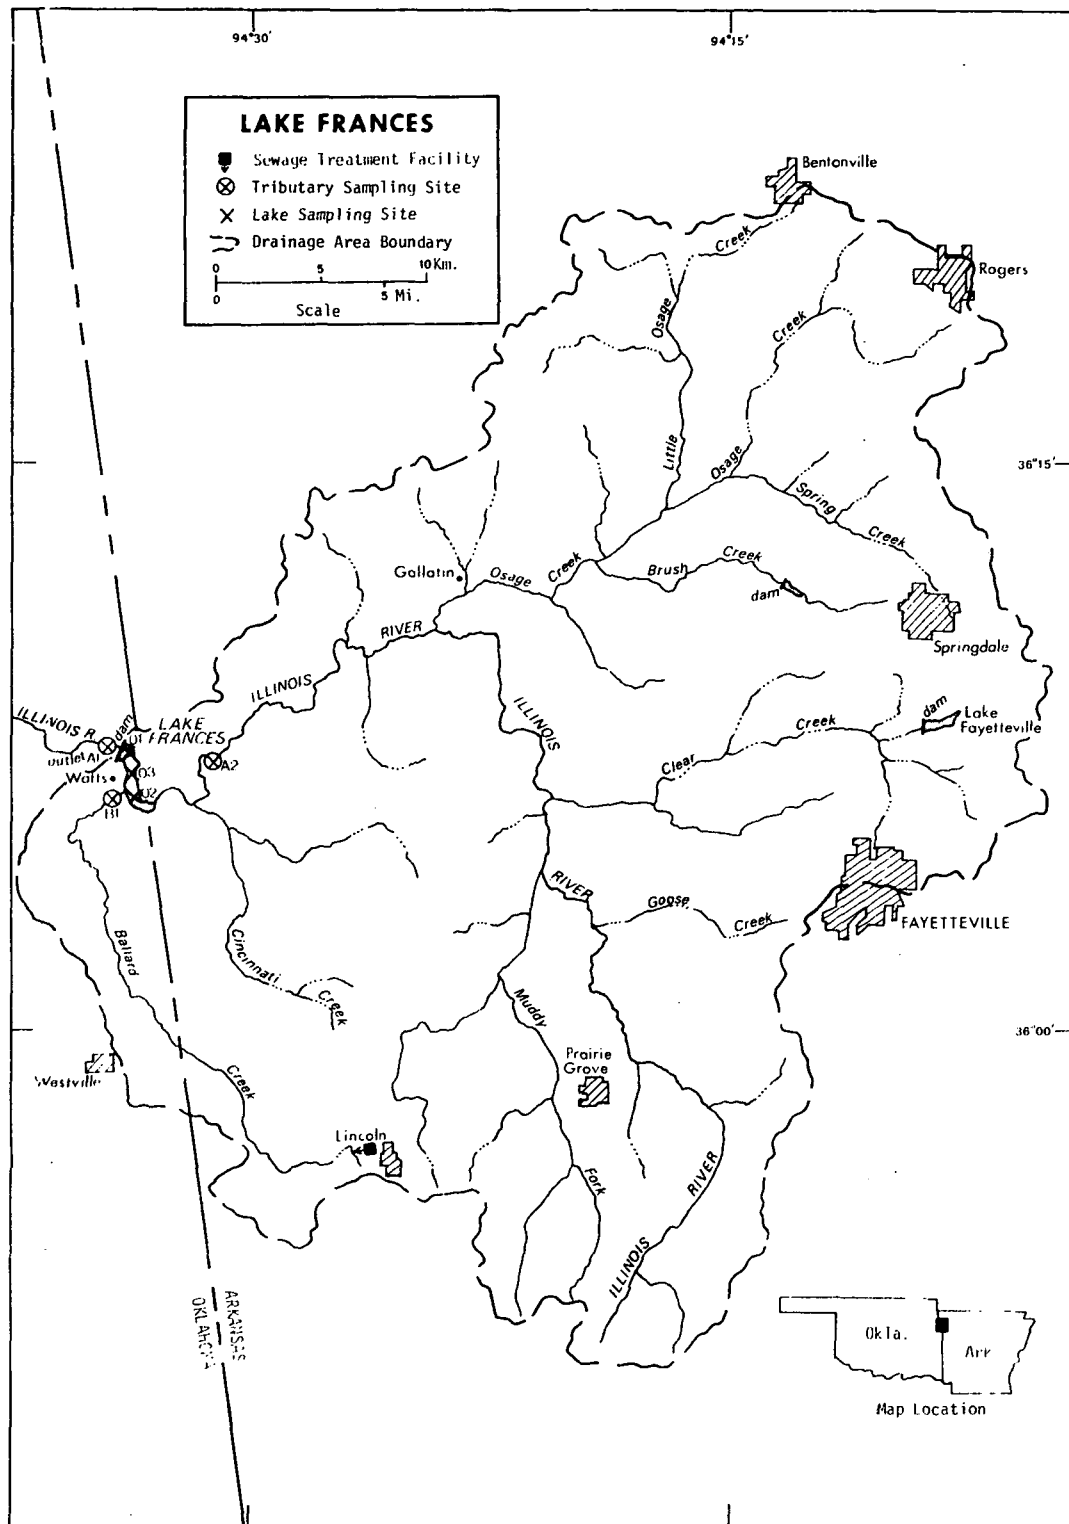 94°30'
94°15'
LAKE FRANCES
Sewage Treatment Facility
Tributary Sampling Site
Lake Sampling Site
Drainage Area Boundary
0 5 10 Km.
0 5 Mi.
Scale
Bentonville
Creek
Rogers
Osage
Creek
Little
Osage
36°15'
Spring
Creek
Gallatin
Osage
Creek
Brush
Creek
dam
RIVER
Springdale
ILLINOIS
ILLINOIS
ILLINOIS R.
dam
LAKE
FRANCES
outlet A1
Watts
03
02
B1
A2
dam
Lake
Fayetteville
Creek
Clear
RIVER
Goose
Creek
FAYETTEVILLE
Ballard
Cincinnati
Creek
Muddy
36°00'
Prairie
Grove
Westville
Creek
Lincoln
Fork
RIVER
ILLINOIS
ARKANSAS
OKLAHOMA
Okla.
Ark
Map Location